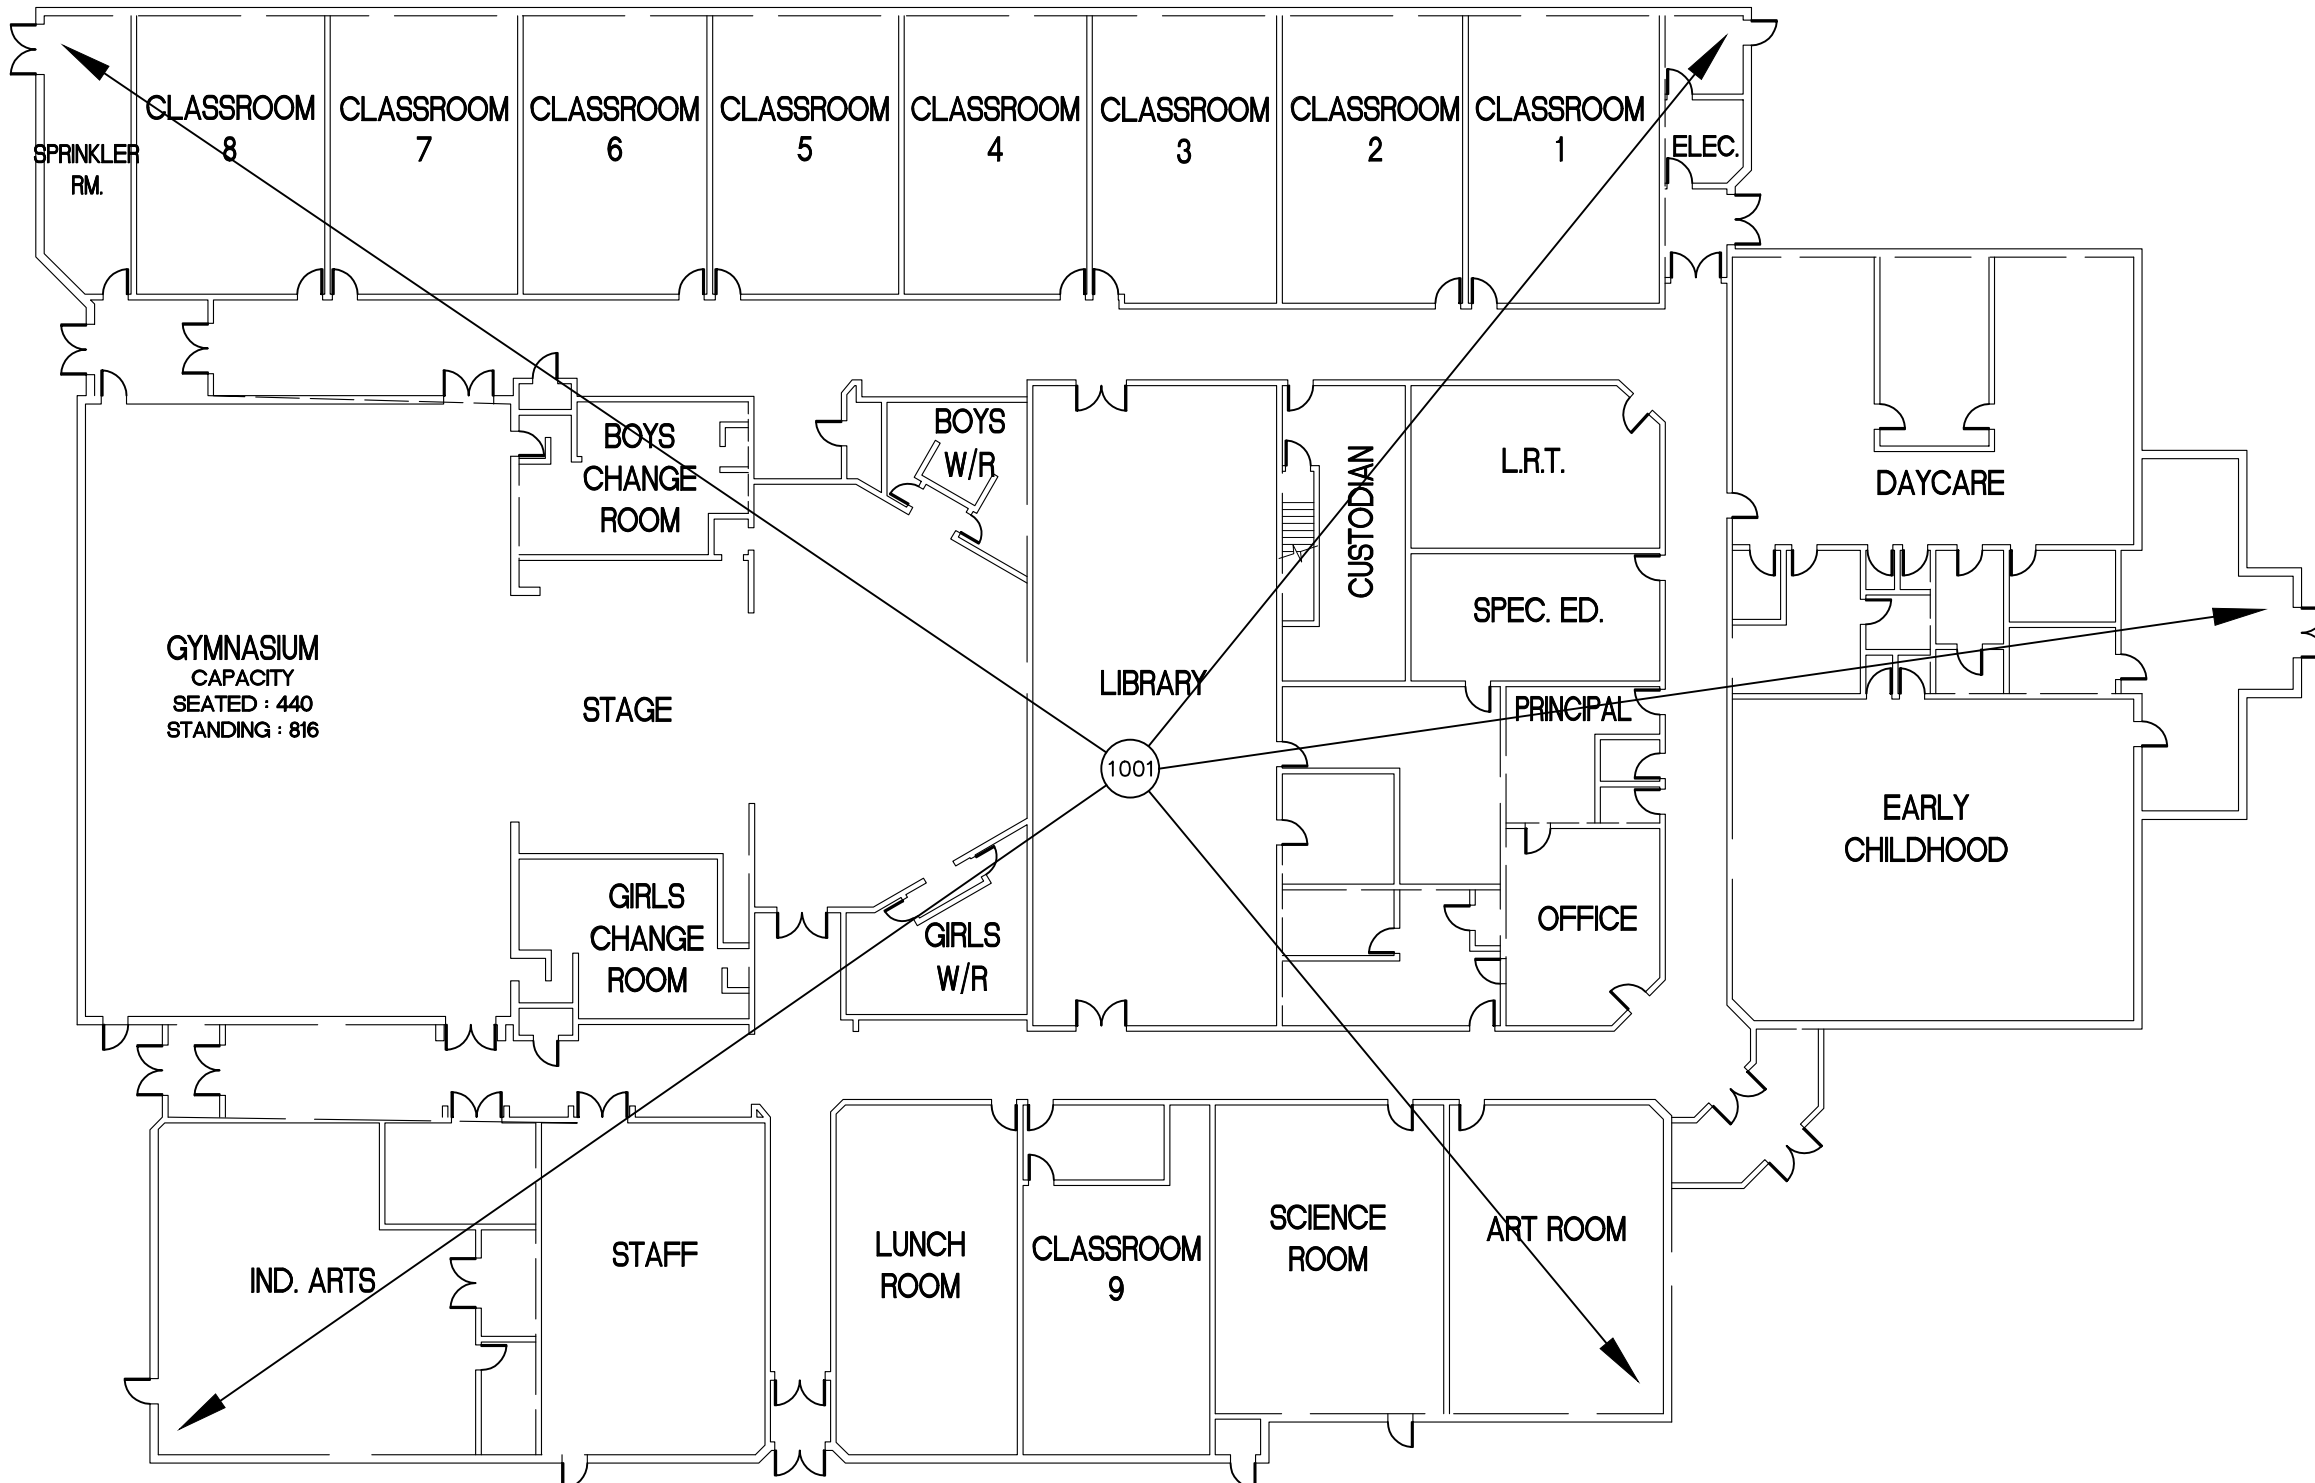 CLASSROOM
8
CLASSROOM
7
CLASSROOM
6
CLASSROOM
5
CLASSROOM
4
CLASSROOM
3
CLASSROOM
2
CLASSROOM
1
SPRINKLER
RM.
ELEC.
BOYS
CHANGE
ROOM
BOYS
W/R
CUSTODIAN
L.R.T.
DAYCARE
SPEC. ED.
GYMNASIUM
CAPACITY
SEATED : 440
STANDING : 816
STAGE
LIBRARY
PRINCIPAL
1001
EARLY
CHILDHOOD
GIRLS
CHANGE
ROOM
GIRLS
W/R
OFFICE
IND. ARTS
STAFF
LUNCH
ROOM
CLASSROOM
9
SCIENCE
ROOM
ART ROOM